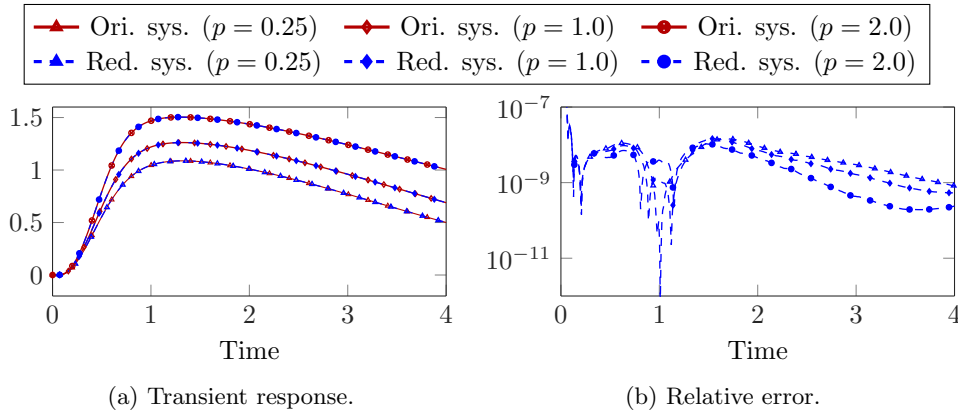 Ori. sys. (p = 0.25) Ori. sys. (p = 1.0) Ori. sys. (p = 2.0)
Red. sys. (p = 0.25) Red. sys. (p = 1.0) Red. sys. (p = 2.0)
1.5
1
0.5
0
0 1 2 3 4
Time
(a) Transient response.
10^−7
10^−9
10^−11
0 1 2 3 4
Time
(b) Relative error.